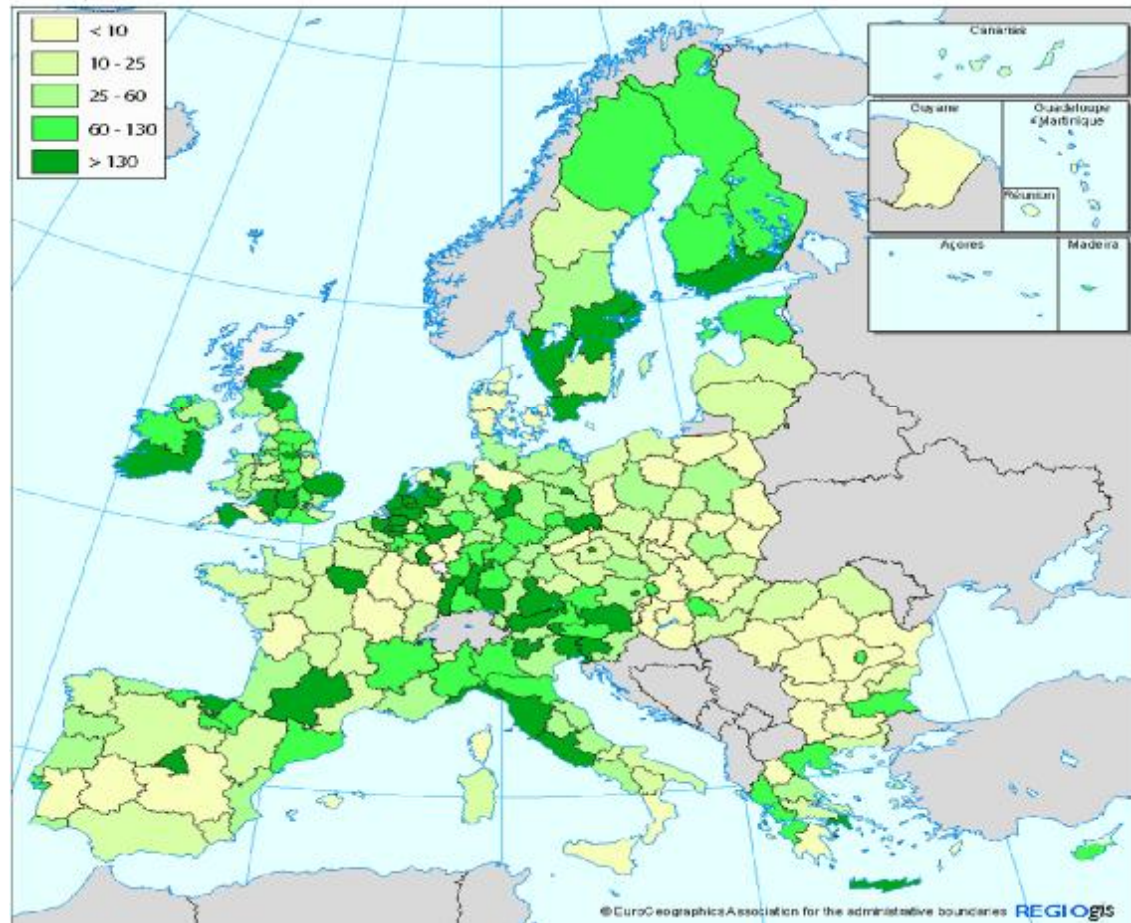 < 10
10 - 25
25 - 60
60 - 130
> 130
Canarias
Guyane
Guadeloupe
Martinique
Réunion
Açores
Madeira
© EuroGeographics Association for the administrative boundaries REGIOgis